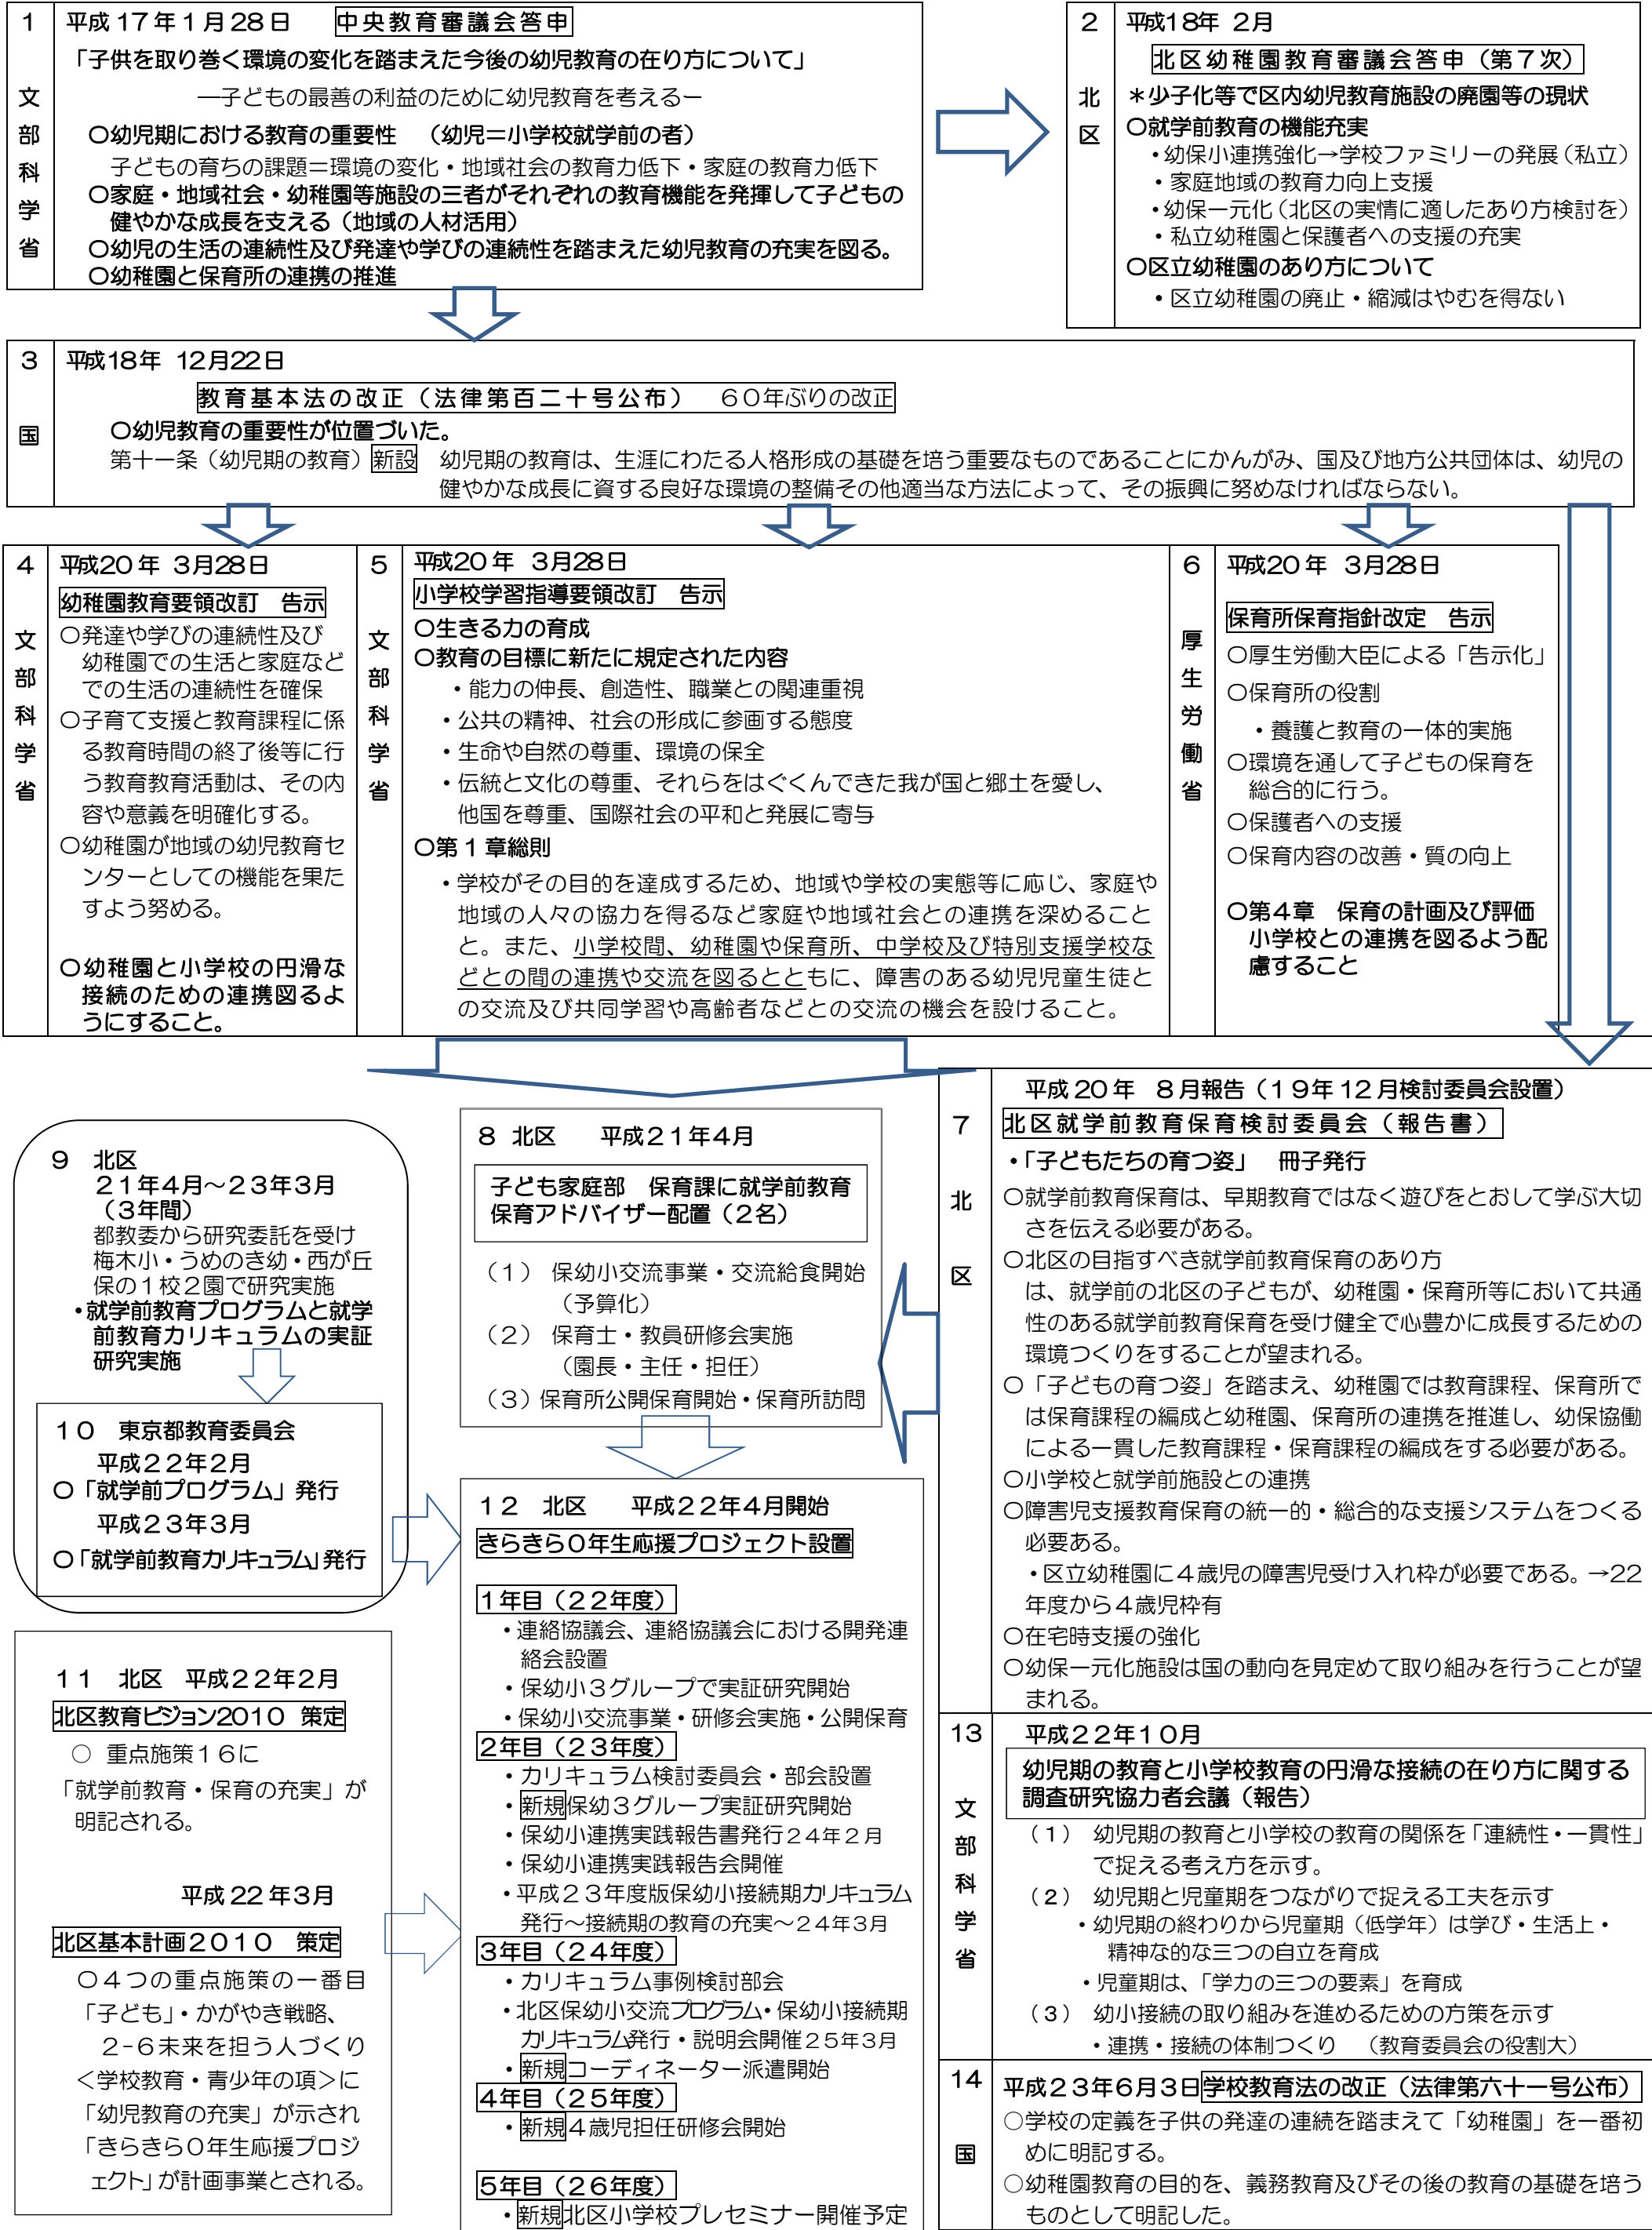 1
文部科学省
平成17年1月28日 中央教育審議会答申
「子供を取り巻く環境の変化を踏まえた今後の幼児教育の在り方について」
―子どもの最善の利益のために幼児教育を考えるー
〇幼児期における教育の重要性 （幼児＝小学校就学前の者）
子どもの育ちの課題＝環境の変化・地域社会の教育力低下・家庭の教育力低下
〇家庭・地域社会・幼稚園等施設の三者がそれぞれの教育機能を発揮して子どもの
健やかな成長を支える（地域の人材活用）
〇幼児の生活の連続性及び発達や学びの連続性を踏まえた幼児教育の充実を図る。
〇幼稚園と保育所の連携の推進
2
北区
平成18年 2月
北区幼稚園教育審議会答申（第７次）
＊少子化等で区内幼児教育施設の廃園等の現状
〇就学前教育の機能充実
・幼保小連携強化→学校ファミリーの発展（私立）
・家庭地域の教育力向上支援
・幼保一元化（北区の実情に適したあり方検討を）
・私立幼稚園と保護者への支援の充実
〇区立幼稚園のあり方について
・区立幼稚園の廃止・縮減はやむを得ない
3
国
平成18年 12月22日
教育基本法の改正（法律第百二十号公布） ６０年ぶりの改正
〇幼児教育の重要性が位置づいた。
第十一条（幼児期の教育）新設 幼児期の教育は、生涯にわたる人格形成の基礎を培う重要なものであることにかんがみ、国及び地方公共団体は、幼児の
健やかな成長に資する良好な環境の整備その他適当な方法によって、その振興に努めなければならない。
4
文部科学省
平成20年 3月28日
幼稚園教育要領改訂 告示
〇発達や学びの連続性及び
幼稚園での生活と家庭など
での生活の連続性を確保
〇子育て支援と教育課程に係
る教育時間の終了後等に行
う教育教育活動は、その内
容や意義を明確化する。
〇幼稚園が地域の幼児教育セ
ンターとしての機能を果た
すよう努める。
〇幼稚園と小学校の円滑な
接続のための連携図るよ
うにすること。
5
文部科学省
平成20年 3月28日
小学校学習指導要領改訂 告示
〇生きる力の育成
〇教育の目標に新たに規定された内容
・能力の伸長、創造性、職業との関連重視
・公共の精神、社会の形成に参画する態度
・生命や自然の尊重、環境の保全
・伝統と文化の尊重、それらをはぐくんできた我が国と郷土を愛し、
他国を尊重、国際社会の平和と発展に寄与
〇第１章総則
・学校がその目的を達成するため、地域や学校の実態等に応じ、家庭や
地域の人々の協力を得るなど家庭や地域社会との連携を深めること
と。また、小学校間、幼稚園や保育所、中学校及び特別支援学校な
どとの間の連携や交流を図るとともに、障害のある幼児児童生徒と
の交流及び共同学習や高齢者などとの交流の機会を設けること。
6
厚生労働省
平成20年 3月28日
保育所保育指針改定 告示
〇厚生労働大臣による「告示化」
〇保育所の役割
・養護と教育の一体的実施
〇環境を通して子どもの保育を
総合的に行う。
〇保護者への支援
〇保育内容の改善・質の向上
〇第４章 保育の計画及び評価
小学校との連携を図るよう配
慮すること
7
北区
平成20年 8月報告（19年12月検討委員会設置）
北区就学前教育保育検討委員会（報告書）
・「子どもたちの育つ姿」 冊子発行
〇就学前教育保育は、早期教育ではなく遊びをとおして学ぶ大切
さを伝える必要がある。
〇北区の目指すべき就学前教育保育のあり方
は、就学前の北区の子どもが、幼稚園・保育所等において共通
性のある就学前教育保育を受け健全で心豊かに成長するための
環境つくりをすることが望まれる。
〇「子どもの育つ姿」を踏まえ、幼稚園では教育課程、保育所で
は保育課程の編成と幼稚園、保育所の連携を推進し、幼保協働
による一貫した教育課程・保育課程の編成をする必要がある。
〇小学校と就学前施設との連携
〇障害児支援教育保育の統一的・総合的な支援システムをつくる
必要ある。
・区立幼稚園に４歳児の障害児受け入れ枠が必要である。→22
年度から４歳児枠有
〇在宅時支援の強化
〇幼保一元化施設は国の動向を見定めて取り組みを行うことが望
まれる。
8 北区 平成21年4月
子ども家庭部 保育課に就学前教育
保育アドバイザー配置（2名）
（1） 保幼小交流事業・交流給食開始
（予算化）
（2） 保育士・教員研修会実施
（園長・主任・担任）
（3）保育所公開保育開始・保育所訪問
9 北区
21年4月～23年3月
（3年間）
都教委から研究委託を受け
梅木小・うめのき幼・西が丘
保の１校２園で研究実施
・就学前教育プログラムと就学
前教育カリキュラムの実証
研究実施
10 東京都教育委員会
平成22年2月
〇「就学前プログラム」発行
平成23年3月
〇「就学前教育カリキュラム」発行
11 北区 平成22年2月
北区教育ビジョン2010 策定
○ 重点施策１６に
「就学前教育・保育の充実」が
明記される。
平成22年3月
北区基本計画2010 策定
〇４つの重点施策の一番目
「子ども」・かがやき戦略、
2-6未来を担う人づくり
＜学校教育・青少年の項＞に
「幼児教育の充実」が示され
「きらきら０年生応援プロジ
ェクト」が計画事業とされる。
12 北区 平成22年4月開始
きらきら０年生応援プロジェクト設置
1年目（22年度）
・連絡協議会、連絡協議会における開発連
絡会設置
・保幼小３グループで実証研究開始
・保幼小交流事業・研修会実施・公開保育
2年目（23年度）
・カリキュラム検討委員会・部会設置
・新規保幼３グループ実証研究開始
・保幼小連携実践報告書発行24年2月
・保幼小連携実践報告会開催
・平成23年度版保幼小接続期カリキュラム
発行～接続期の教育の充実～24年3月
3年目（24年度）
・カリキュラム事例検討部会
・北区保幼小交流プログラム・保幼小接続期
カリキュラム発行・説明会開催25年3月
・新規コーディネーター派遣開始
4年目（25年度）
・新規４歳児担任研修会開始
5年目（26年度）
・新規北区小学校プレセミナー開催予定
13
文部科学省
平成22年10月
幼児期の教育と小学校教育の円滑な接続の在り方に関する
調査研究協力者会議（報告）
（1） 幼児期の教育と小学校の教育の関係を「連続性・一貫性」
で捉える考え方を示す。
（2） 幼児期と児童期をつながりで捉える工夫を示す
・幼児期の終わりから児童期（低学年）は学び・生活上・
精神な的な三つの自立を育成
・児童期は、「学力の三つの要素」を育成
（3） 幼小接続の取り組みを進めるための方策を示す
・連携・接続の体制つくり （教育委員会の役割大）
14
国
平成23年6月3日学校教育法の改正（法律第六十一号公布）
○学校の定義を子供の発達の連続を踏まえて「幼稚園」を一番初
めに明記する。
○幼稚園教育の目的を、義務教育及びその後の教育の基礎を培う
ものとして明記した。